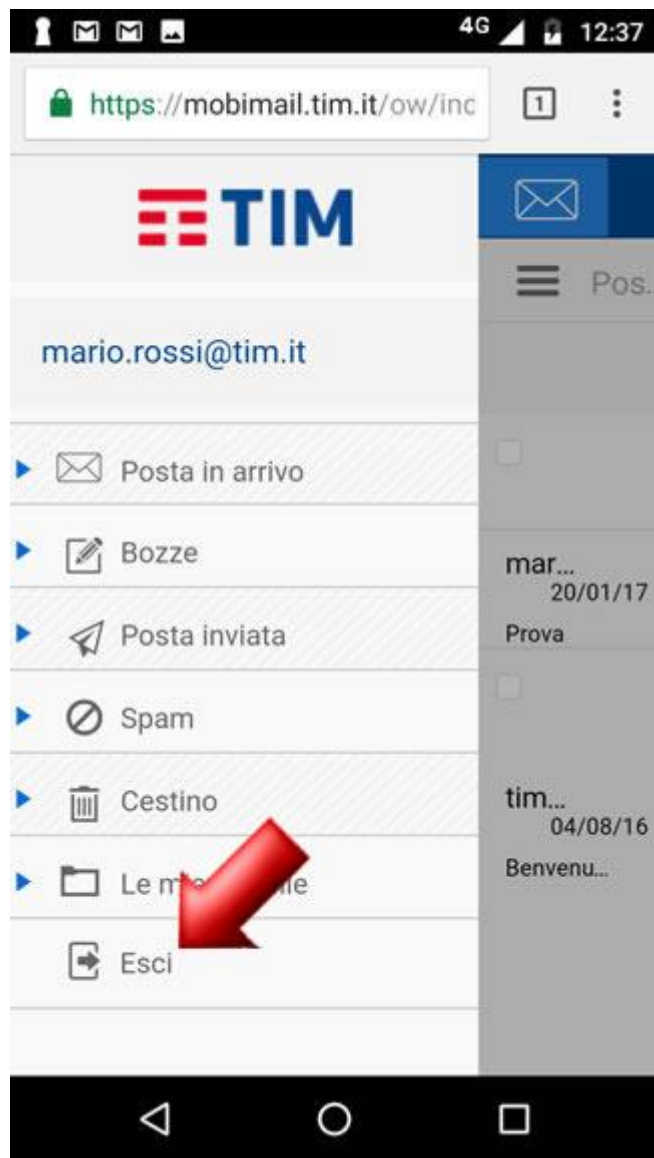 4G 12:37
https://mobimail.tim.it/ow/inc 1
TIM
mario.rossi@tim.it
Posta in arrivo
Bozze
Posta inviata
Spam
Cestino
Le
Esci
Pos.
mar...
20/01/17
Prova
tim...
04/08/16
Benvenu...